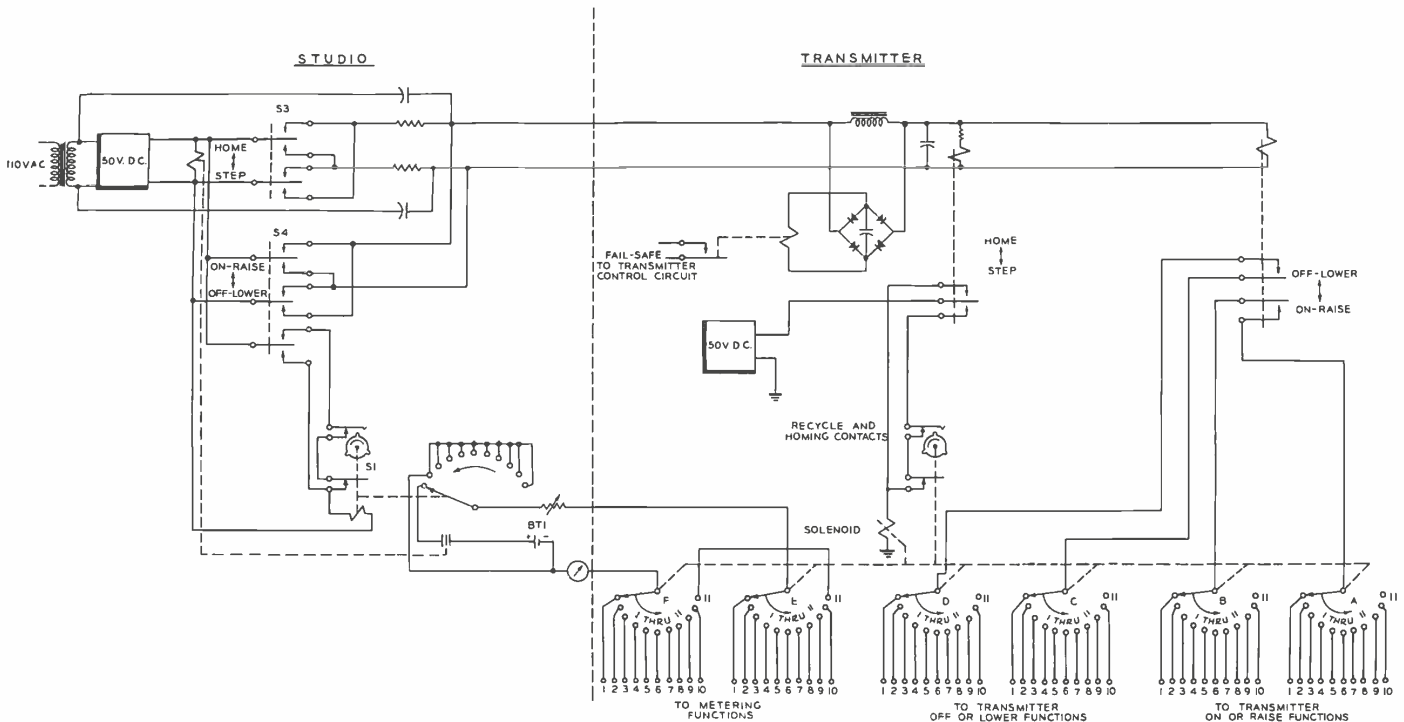 STUDIO
TRANSMITTER
S3
110VAC
50V. D.C.
HOME
STEP
S4
ON-RAISE
OFF-LOWER
FAIL-SAFE
TO TRANSMITTER
CONTROL CIRCUIT
HOME
STEP
OFF-LOWER
ON-RAISE
50V D C.
RECYCLE AND
HOMING CONTACTS
S1
BT1
+ -
SOLENOID
F
11
1 THRU 11
E
11
1 THRU 11
D
11
1 THRU 11
C
11
1 THRU 11
B
11
1 THRU 11
A
11
1 THRU 11
1 2 3 4 5 6 7 8 9 10
1 2 3 4 5 6 7 8 9 10
1 2 3 4 5 6 7 8 9 10
1 2 3 4 5 6 7 8 9 10
1 2 3 4 5 6 7 8 9 10
1 2 3 4 5 6 7 8 9 10
TO METERING
FUNCTIONS
TO TRANSMITTER
OFF OR LOWER FUNCTIONS
TO TRANSMITTER
ON OR RAISE FUNCTIONS